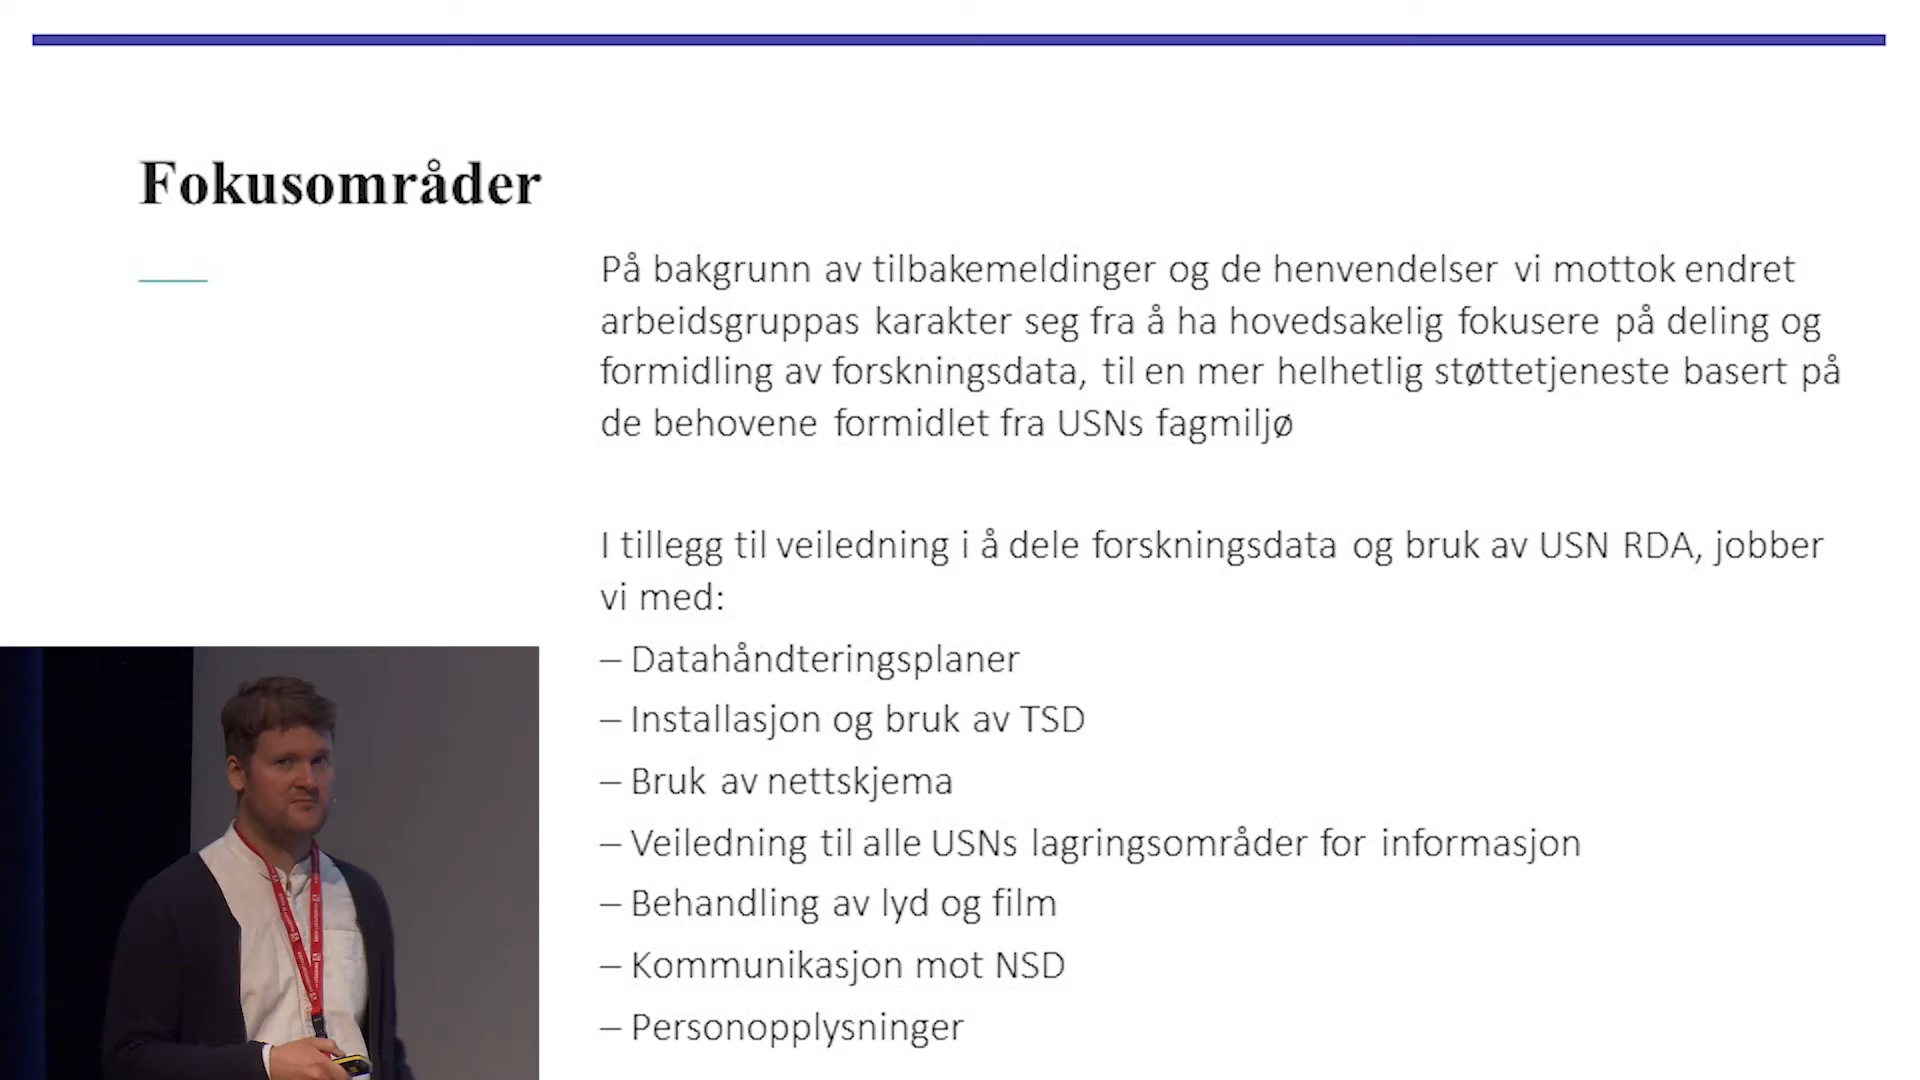 Fokusområder
På bakgrunn av tilbakemeldinger og de henvendelser vi mottok endret
arbeidsgruppas karakter seg fra å ha hovedsakelig fokusere på deling og
formidling av forskningsdata, til en mer helhetlig støttetjeneste basert på
de behovene formidlet fra USNs fagmiljø
I tillegg til veiledning i å dele forskningsdata og bruk av USN RDA, jobber
vi med:
– Datahåndteringsplaner
– Installasjon og bruk av TSD
– Bruk av nettskjema
– Veiledning til alle USNs lagringsområder for informasjon
– Behandling av lyd og film
– Kommunikasjon mot NSD
– Personopplysninger